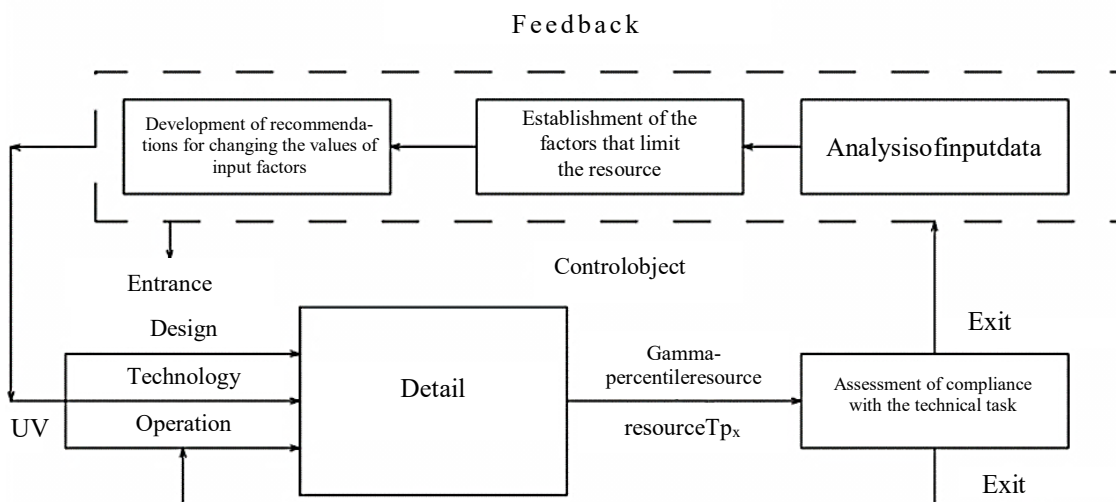 Feedback
Development of recommenda-
tions for changing the values of
input factors
Establishment of the
factors that limit
the resource
Analysisofinputdata
Entrance
Controlobject
Design
Technology
Operation
UV
Detail
Gamma-
percentileresource
resourceTpₓ
Exit
Assessment of compliance
with the technical task
Exit